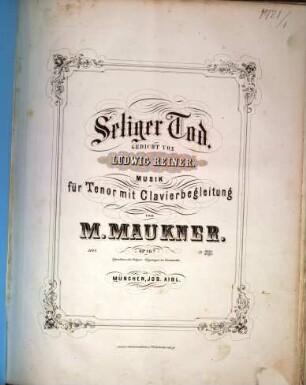 Seliger Tod.
GEDICHT VON
LUDWIG REINER.
MUSIK
für Tenor mit Clavierbegleitung
VON
M. MAUKNER.
OP. 16.
MÜNCHEN, JOS. AIBL.